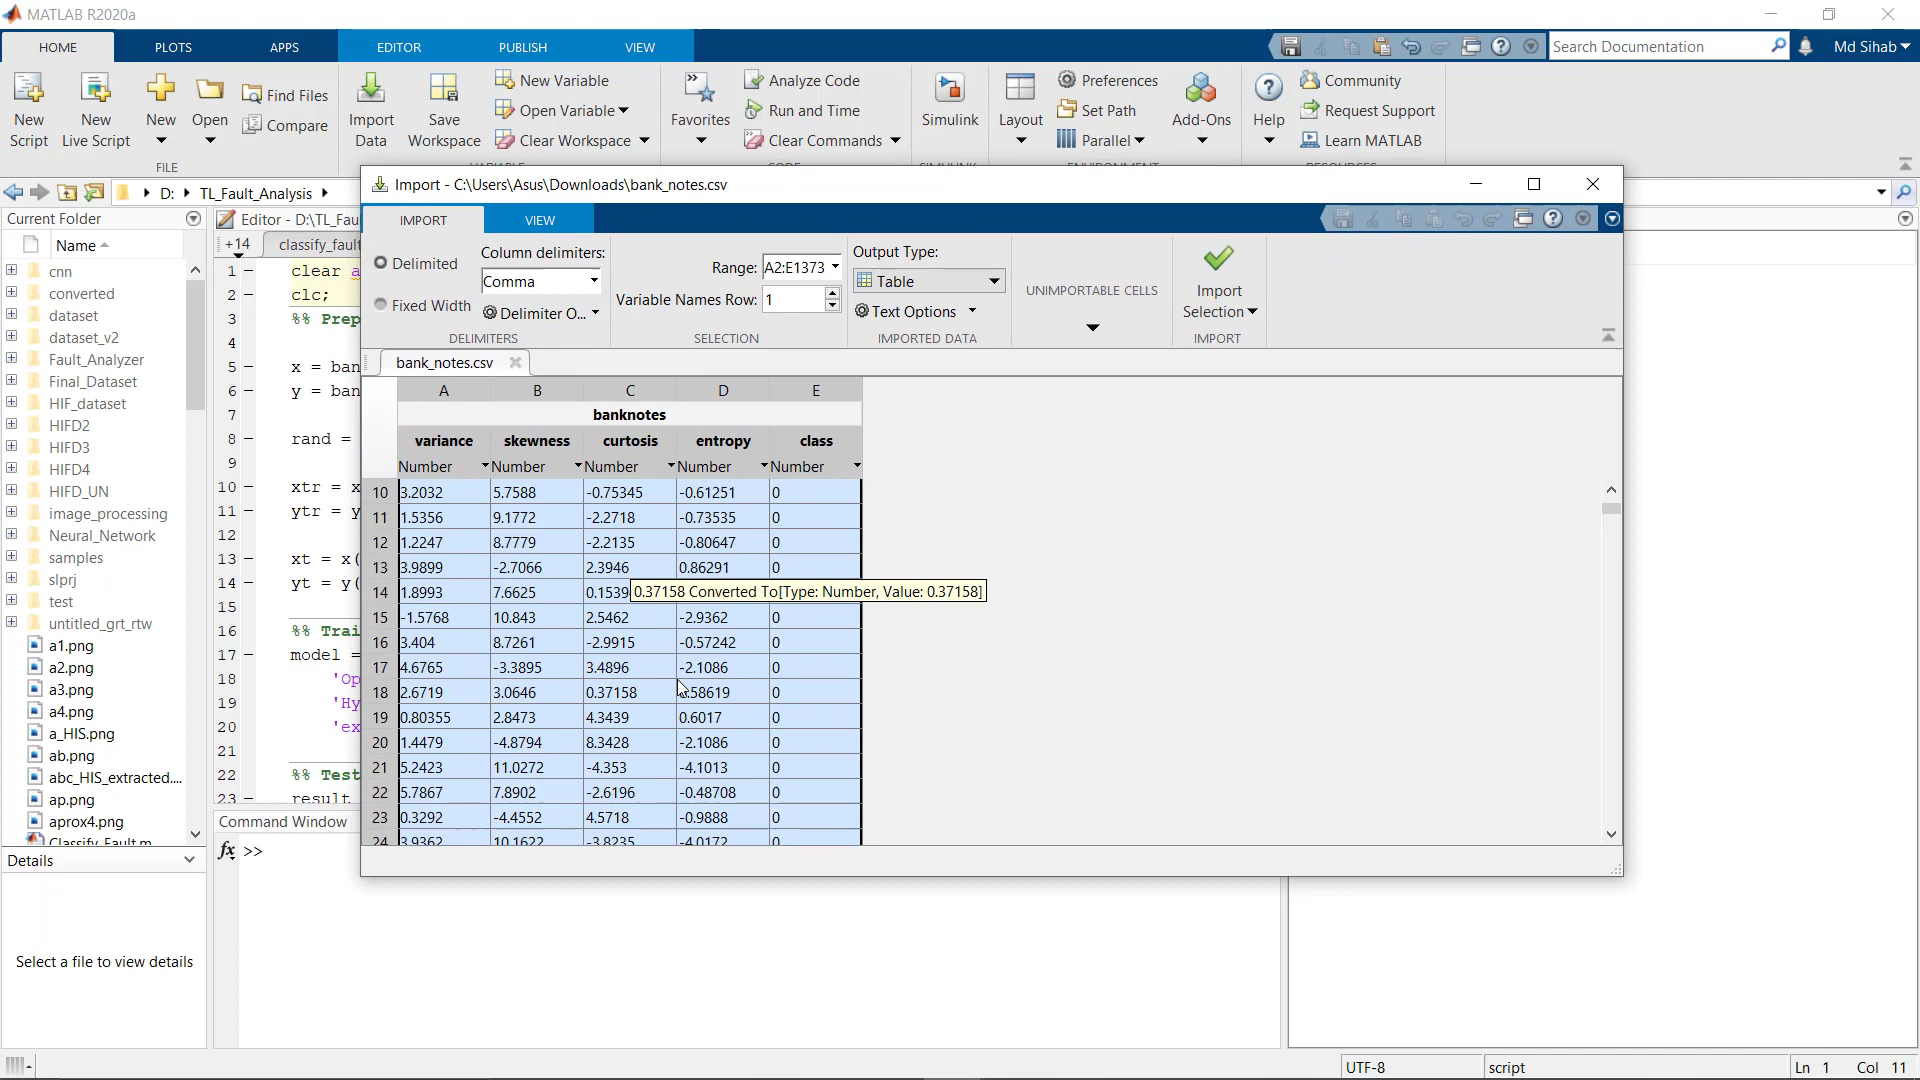 MATLAB R2020a
HOME PLOTS APPS EDITOR PUBLISH VIEW
Search Documentation
Md Sihab
New Script
New Live Script
New
Open
Find Files
Compare
FILE
Import Data
Save Workspace
New Variable
Open Variable
Clear Workspace
Favorites
Analyze Code
Run and Time
Clear Commands
Simulink
Layout
Preferences
Set Path
Parallel
Add-Ons
Help
Community
Request Support
Learn MATLAB
D: TL_Fault_Analysis
Current Folder
Name
cnn
converted
dataset
dataset_v2
Fault_Analyzer
Final_Dataset
HIF_dataset
HIFD2
HIFD3
HIFD4
HIFD_UN
image_processing
Neural_Network
samples
slprj
test
untitled_grt_rtw
a1.png
a2.png
a3.png
a4.png
a_HIS.png
ab.png
abc_HIS_extracted....
ap.png
aprox4.png
Classify_Fault.m
Details
Select a file to view details
Editor - D:\TL_Fau
+14 classify_fault
1 clear a
2 clc;
3 %% Prep
4
5 x = ban
6 y = ban
7
8 rand =
9
10 xtr = x
11 ytr = y
12
13 xt = x(
14 yt = y(
15
16 %% Trai
17 model =
18 'Op
19 'Hy
20 'ex
21
22 %% Test
23 result
Command Window
fx >>
Import - C:\Users\Asus\Downloads\bank_notes.csv
IMPORT VIEW
Delimited
Fixed Width
Column delimiters:
Comma
Delimiter O...
DELIMITERS
Range: A2:E1373
Variable Names Row: 1
SELECTION
Output Type:
Table
Text Options
IMPORTED DATA
UNIMPORTABLE CELLS
Import Selection
IMPORT
bank_notes.csv
A B C D E
banknotes
variance skewness curtosis entropy class
Number Number Number Number Number
10 3.2032 5.7588 -0.75345 -0.61251 0
11 1.5356 9.1772 -2.2718 -0.73535 0
12 1.2247 8.7779 -2.2135 -0.80647 0
13 3.9899 -2.7066 2.3946 0.86291 0
14 1.8993 7.6625 0.1539
0.37158 Converted To[Type: Number, Value: 0.37158]
15 -1.5768 10.843 2.5462 -2.9362 0
16 3.404 8.7261 -2.9915 -0.57242 0
17 4.6765 -3.3895 3.4896 -2.1086 0
18 2.6719 3.0646 0.37158 .58619 0
19 0.80355 2.8473 4.3439 0.6017 0
20 1.4479 -4.8794 8.3428 -2.1086 0
21 5.2423 11.0272 -4.353 -4.1013 0
22 5.7867 7.8902 -2.6196 -0.48708 0
23 0.3292 -4.4552 4.5718 -0.9888 0
24 3.9362 10.1622 -3.8235 -4.0172 0
UTF-8 script Ln 1 Col 11